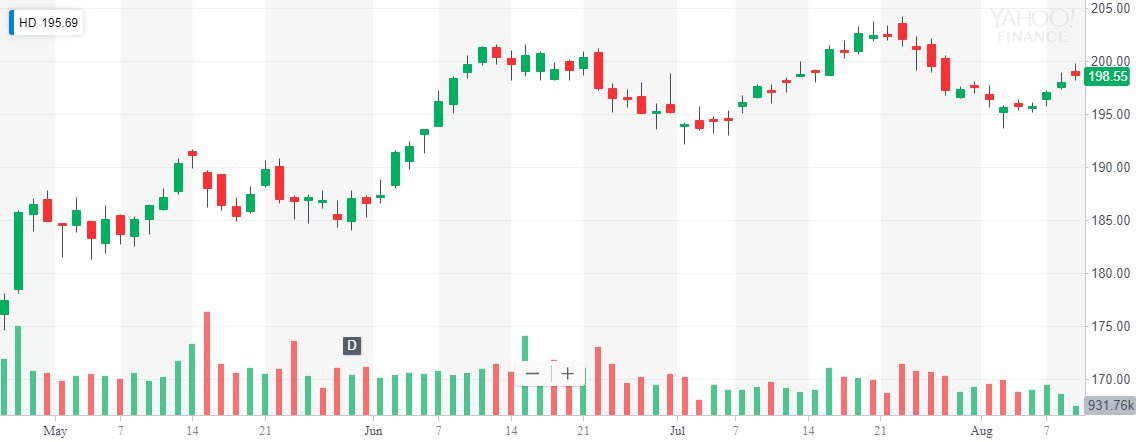 HD 195.69
YAHOO!
FINANCE
205.00
200.00
198.55
195.00
190.00
185.00
180.00
175.00
170.00
931.76k
D
− +
May 7 14 21 Jun 7 14 21 Jul 7 14 21 Aug 7